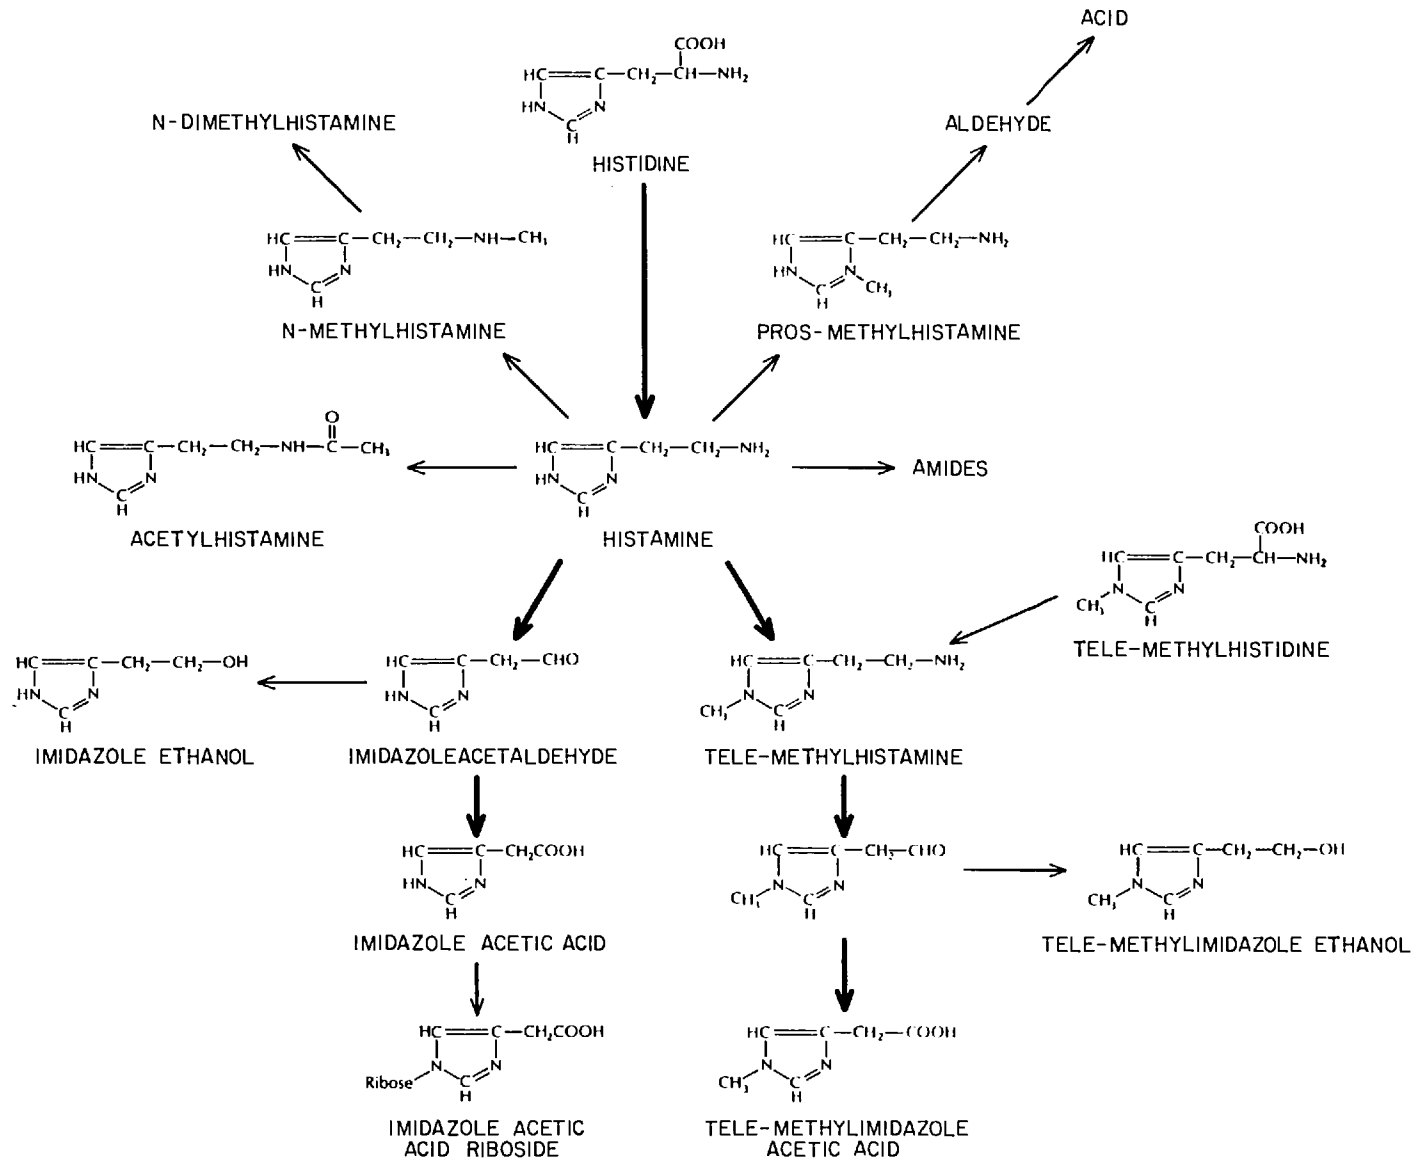 ACID
COOH
HC C CH₂ CH NH₂
HN N
C
H
HISTIDINE
N-DIMETHYLHISTAMINE
ALDEHYDE
HC C CH₂ CH₂ NH CH₃
HN N
C
H
N-METHYLHISTAMINE
HC C CH₂ CH₂ NH₂
HN N
C CH₃
H
PROS-METHYLHISTAMINE
O
HC C CH₂ CH₂ NH C CH₃
HN N
C
H
ACETYLHISTAMINE
HC C CH₂ CH₂ NH₂
HN N
C
H
HISTAMINE
AMIDES
COOH
HC C CH₂ CH NH₂
N N
CH₃ C
H
TELE-METHYLHISTIDINE
HC C CH₂ CH₂ OH
HN N
C
H
IMIDAZOLE ETHANOL
HC C CH₂ CHO
HN N
C
H
IMIDAZOLEACETALDEHYDE
HC C CH₂ CH₂ NH₂
N N
CH₃ C
H
TELE-METHYLHISTAMINE
HC C CH₂COOH
HN N
C
H
IMIDAZOLE ACETIC ACID
HC C CH₂ CHO
N N
CH₃ C
H
HC C CH₂ CH₂ OH
N N
CH₃ C
H
TELE-METHYLIMIDAZOLE ETHANOL
HC C CH₂COOH
N N
Ribose C
H
IMIDAZOLE ACETIC
ACID RIBOSIDE
HC C CH₂ COOH
N N
CH₃ C
H
TELE-METHYLIMIDAZOLE
ACETIC ACID